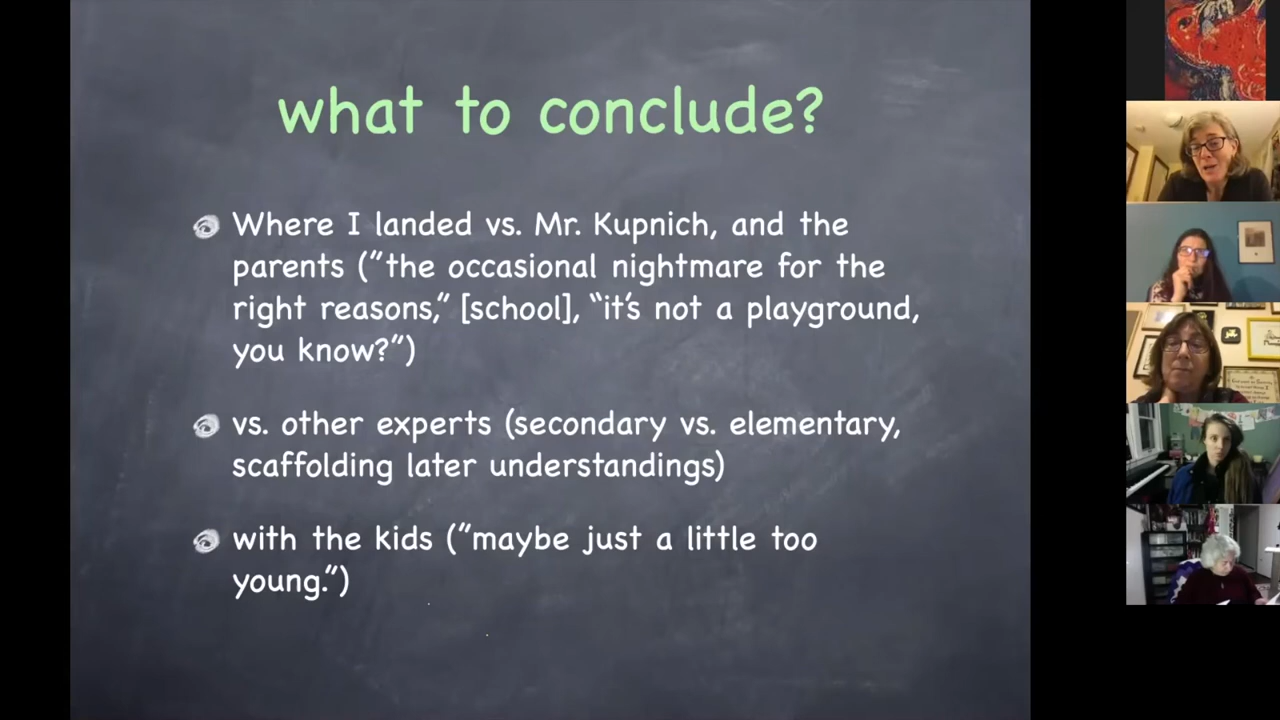 what to conclude?
Where I landed vs. Mr. Kupnich, and the
parents ("the occasional nightmare for the
right reasons," [school], "it's not a playground,
you know?")
vs. other experts (secondary vs. elementary,
scaffolding later understandings)
with the kids ("maybe just a little too
young.")